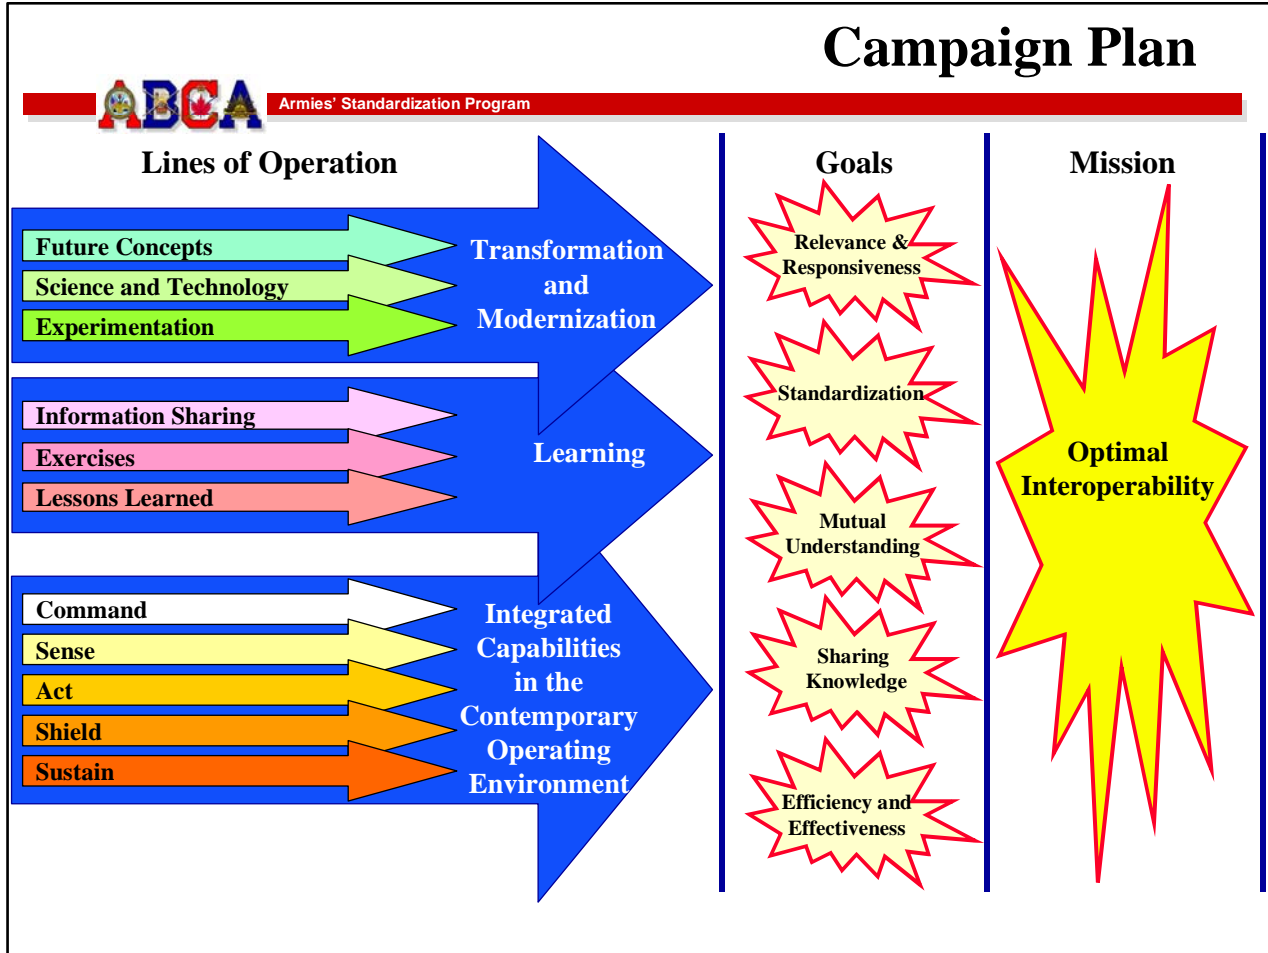 Campaign Plan
ABCA
Armies' Standardization Program
Lines of Operation
Future Concepts
Science and Technology
Experimentation
Transformation
and
Modernization
Information Sharing
Exercises
Lessons Learned
Learning
Command
Sense
Act
Shield
Sustain
Integrated
Capabilities
in the
Contemporary
Operating
Environment
Goals
Relevance &
Responsiveness
Standardization
Mutual
Understanding
Sharing
Knowledge
Efficiency and
Effectiveness
Mission
Optimal
Interoperability